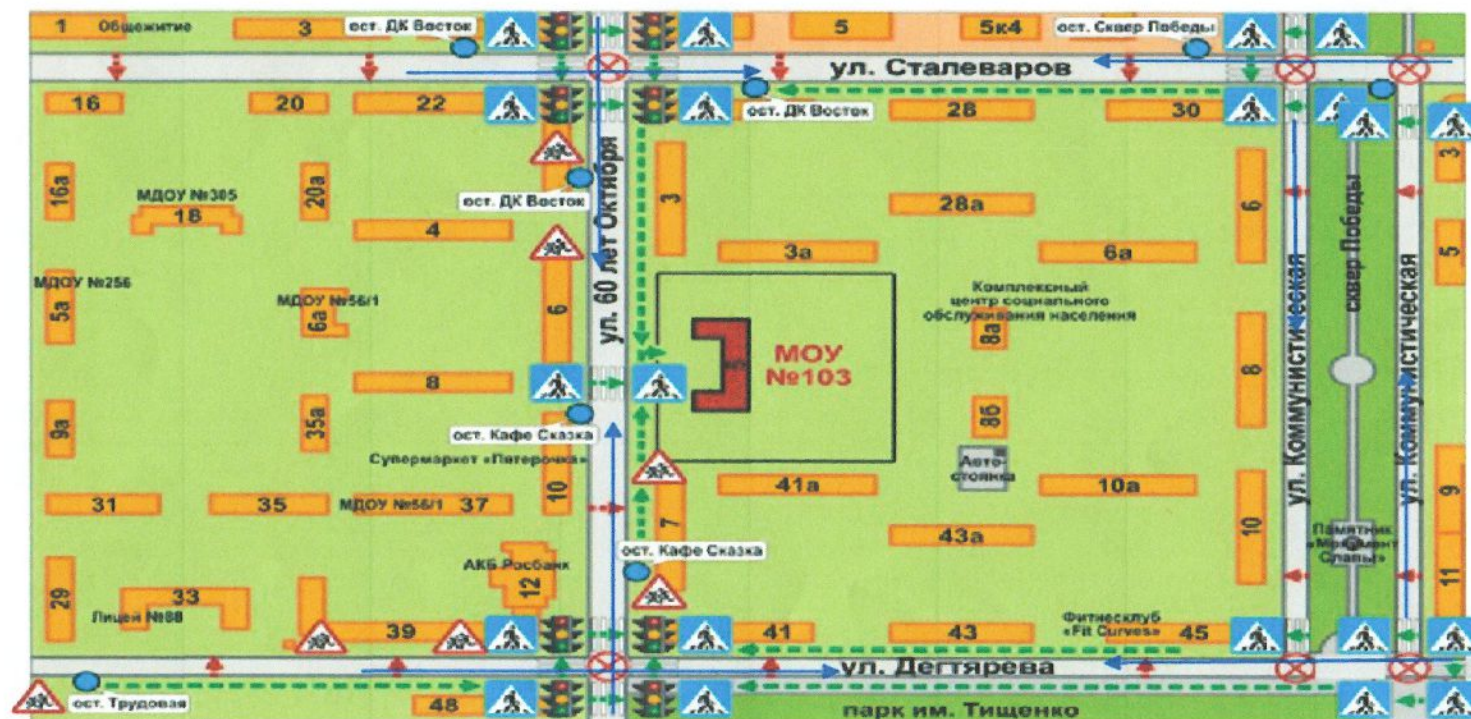 1 Общежитие
3
ост. ДК Восток
5
5к4
ост. Сквер Победы
ул. Сталеваров
16
20
22
ост. ДК Восток
28
30
16а
МДОУ №305
18
20а
ост. ДК Восток
4
ул. 60 лет Октября
3
28а
3а
6а
6
сквер Победы
3
5
МДОУ №256
5а
МДОУ №56/1
6а
6
Комплексный
центр социального
обслуживания населения
8а
МОУ
№103
8
ул. Коммунистическая
ул. Коммунистическая
9а
35а
8
ост. Кафе Сказка
Супермаркет «Пятерочка»
8б
Авто-
стоянка
31
35
МДОУ №56/1
37
10
7
41а
10а
43а
10
9
Памятник
«Монумент
Славы»
11
ост. Кафе Сказка
АКБ Росбанк
12
29
33
Лицей №88
39
41
43
Фитнесклуб
«Fit Curves»
45
ул. Дегтярева
ост. Трудовая
48
парк им. Тищенко